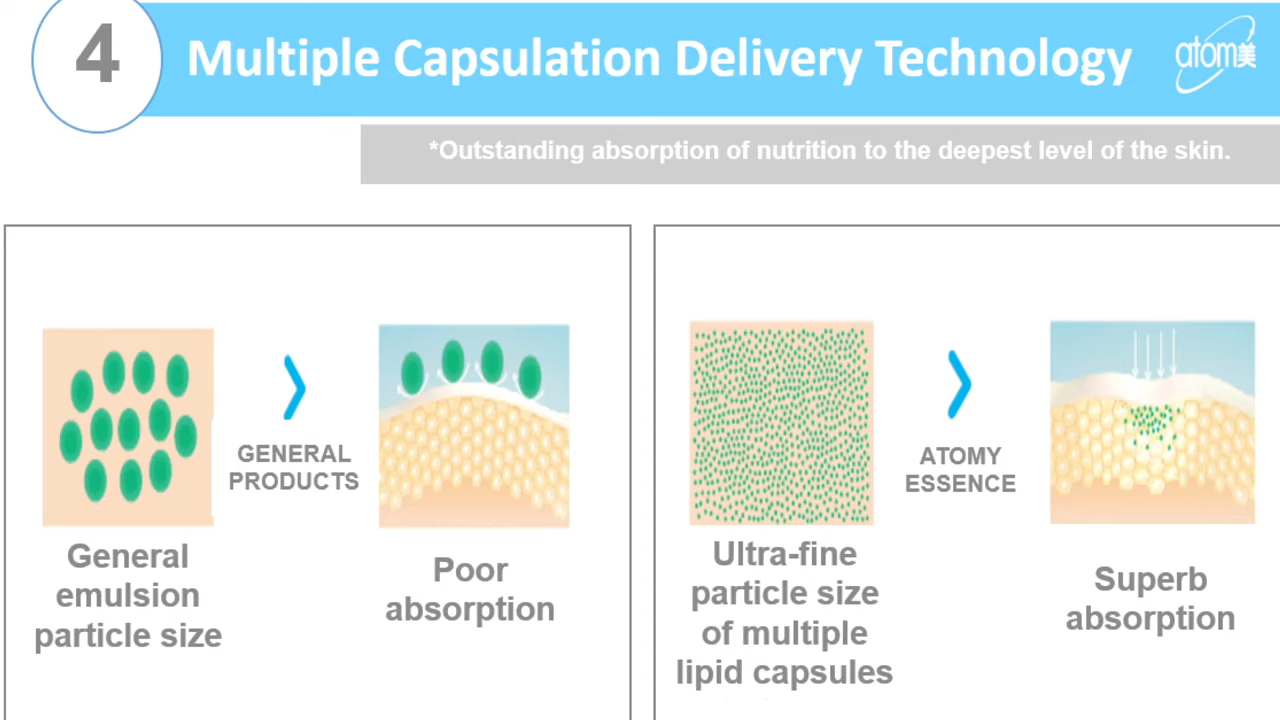 4
Multiple Capsulation Delivery Technology
atom美
*Outstanding absorption of nutrition to the deepest level of the skin.
GENERAL
PRODUCTS
General
emulsion
particle size
Poor
absorption
ATOMY
ESSENCE
Ultra-fine
particle size
of multiple
lipid capsules
Superb
absorption